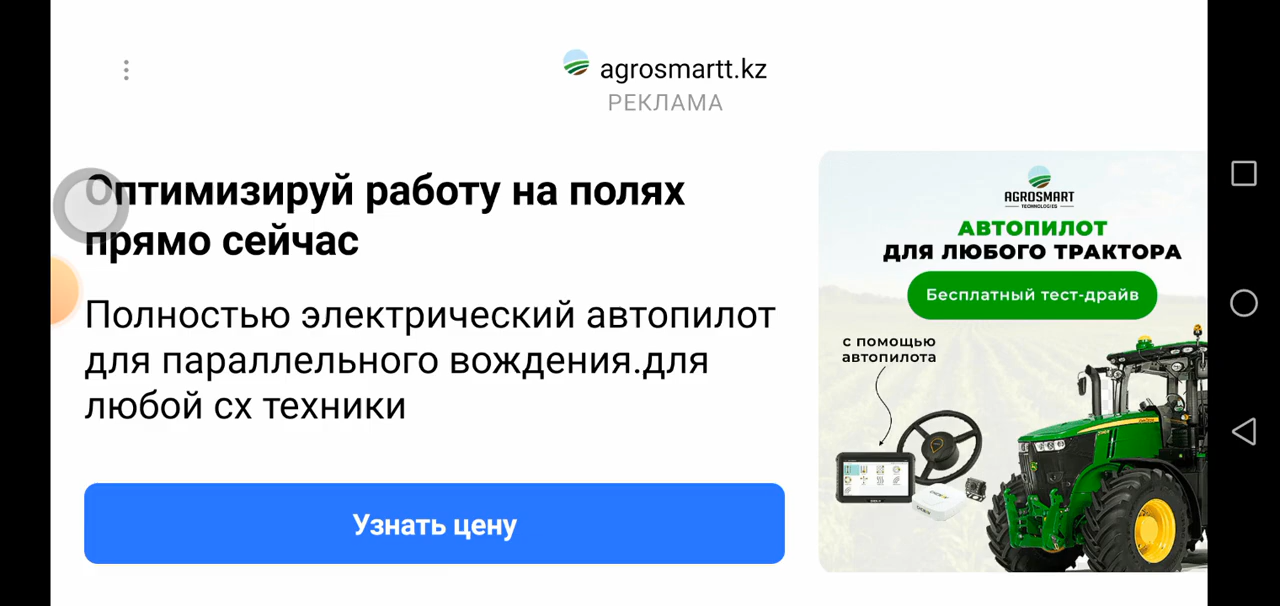 agrosmartt.kz
РЕКЛАМА
Оптимизируй работу на полях
прямо сейчас
Полностью электрический автопилот
для параллельного вождения.для
любой сх техники
Узнать цену
AGROSMART
TECHNOLOGIES
АВТОПИЛОТ
ДЛЯ ЛЮБОГО ТРАКТОРА
Бесплатный тест-драйв
с помощью
автопилота